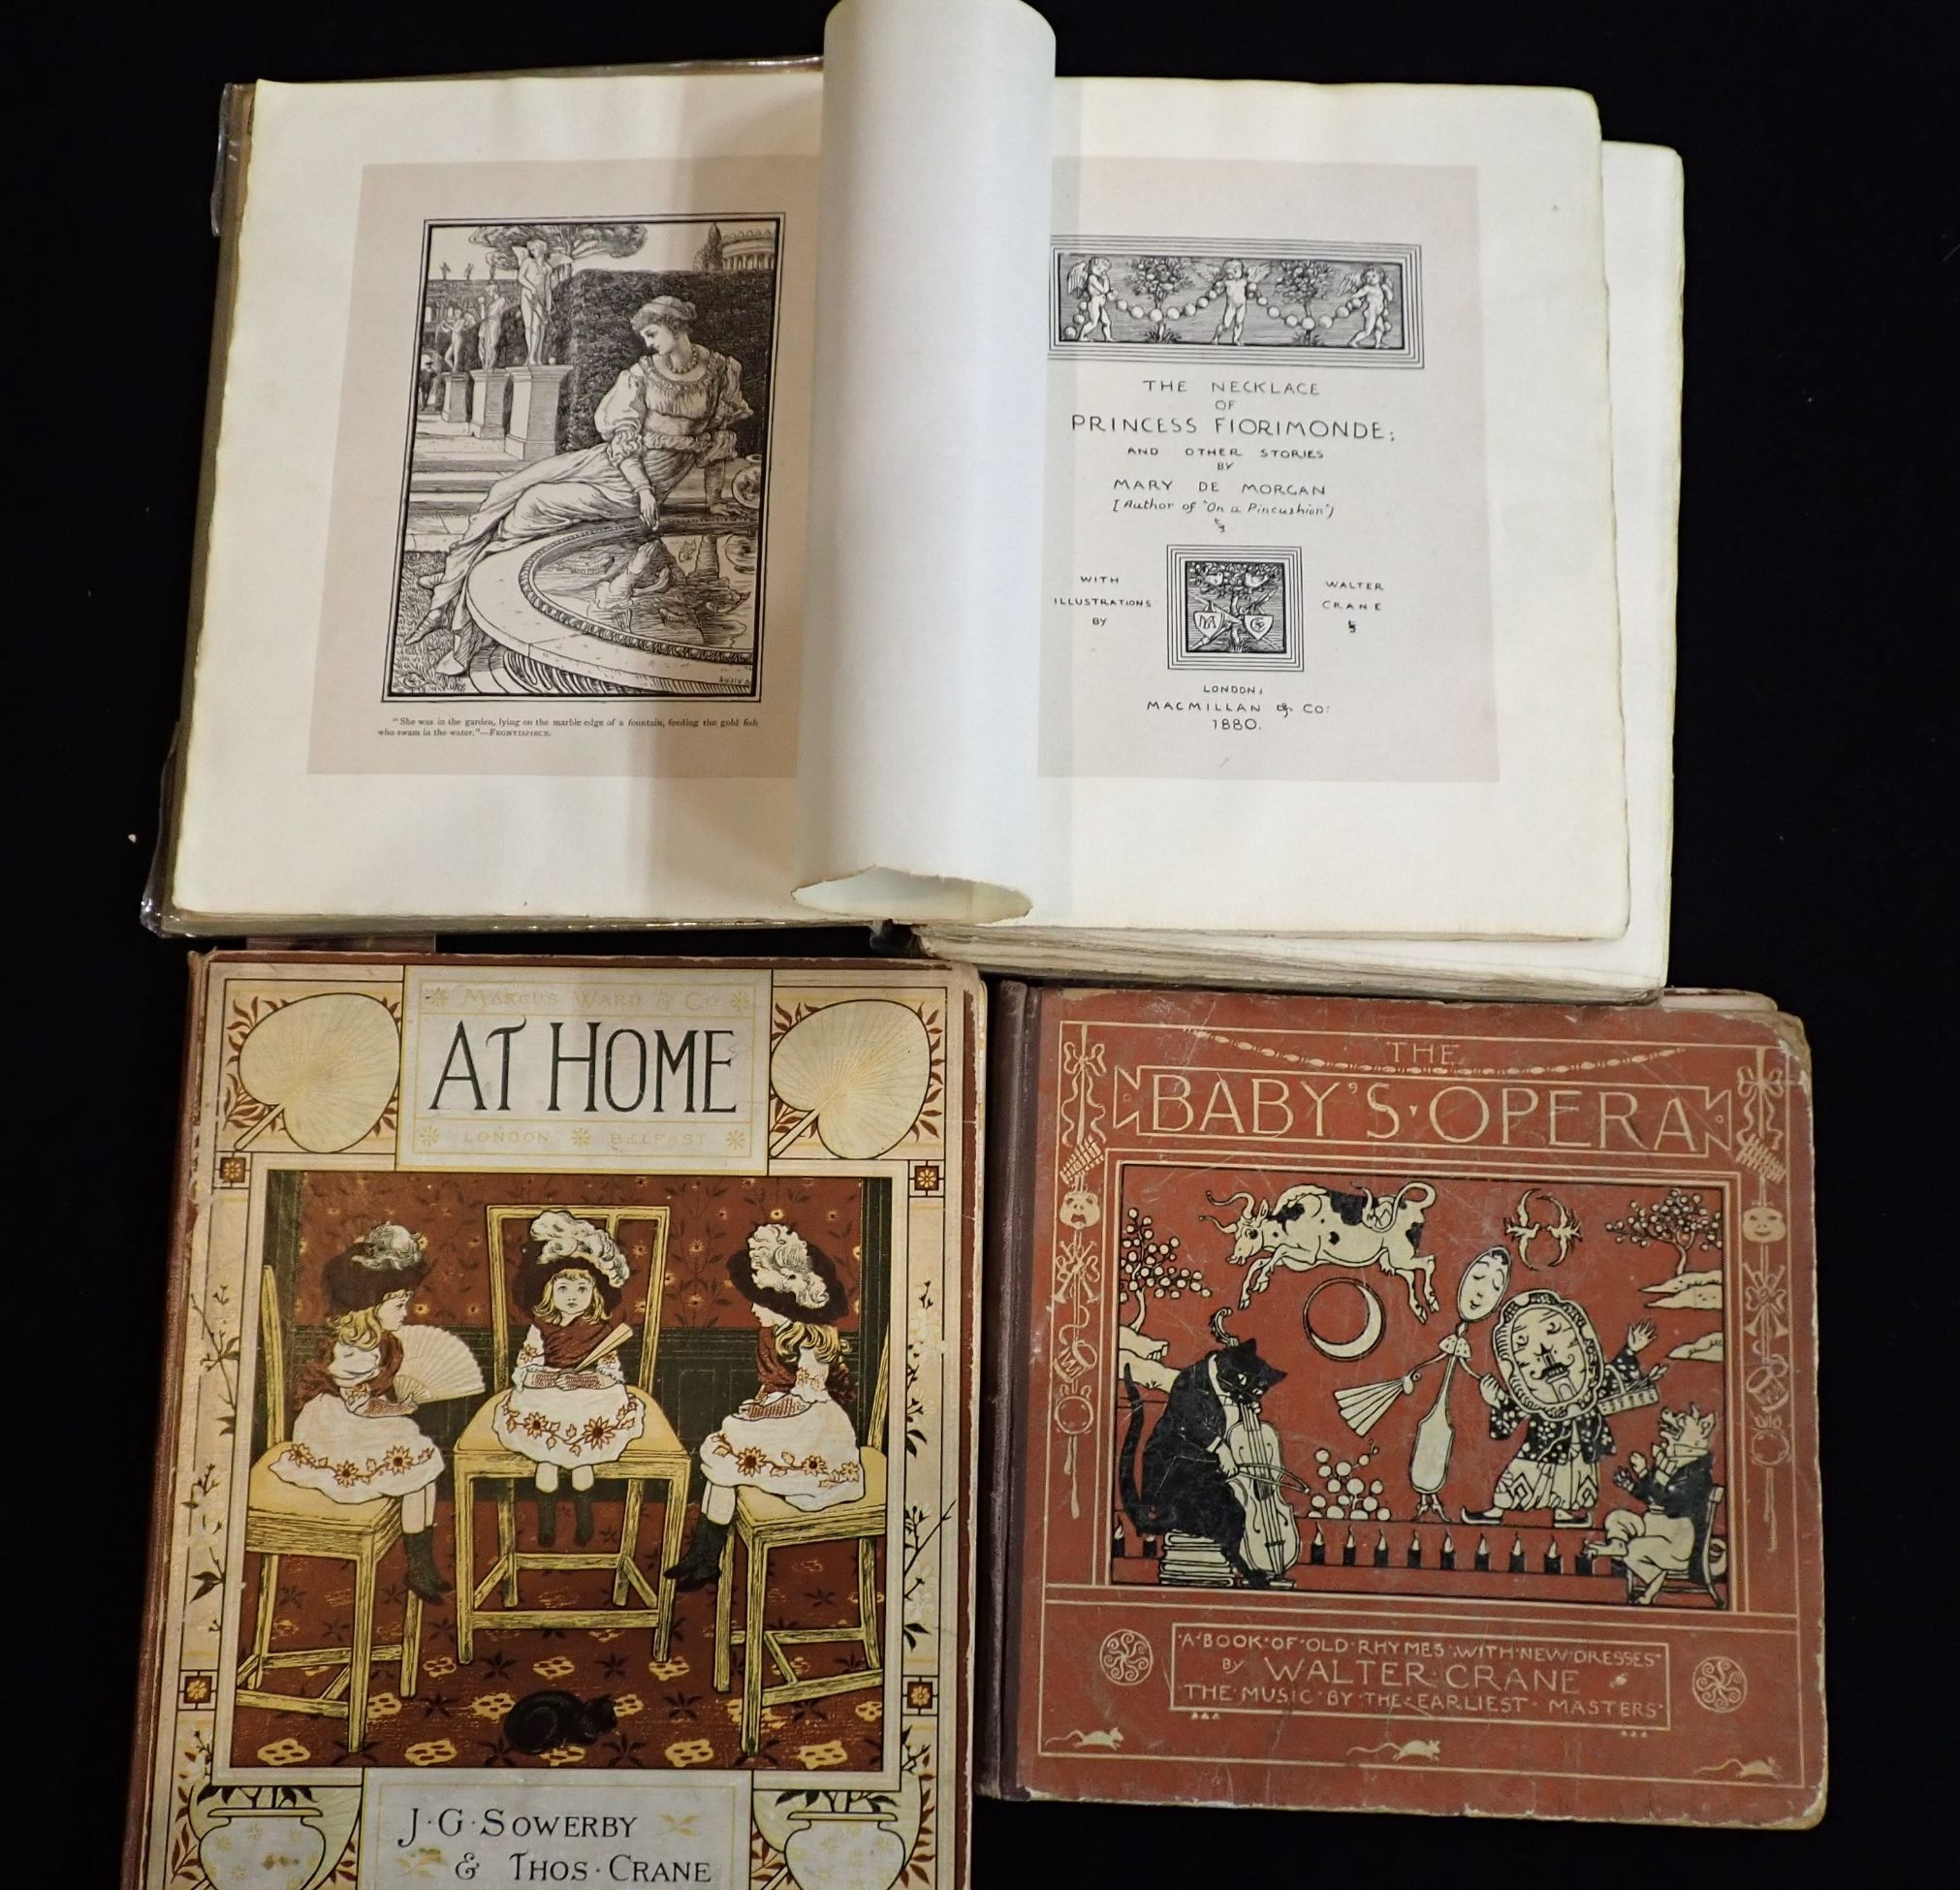 "She was in the garden, lying on the marble edge of a fountain, feeding the gold fish
who swam in the water."—FRONTISPIECE.
THE NECKLACE
OF
PRINCESS FIORIMONDE;
AND OTHER STORIES
BY
MARY DE MORGAN
[Author of "On a Pincushion"]
WITH
ILLUSTRATIONS
BY
WALTER
CRANE
LONDON;
MACMILLAN & CO:
1880.
MARCUS WARD & CO
AT HOME
LONDON BELFAST
J·G·SOWERBY
& THOS·CRANE
THE
BABY'S·OPERA
·A·BOOK·OF·OLD·RHYMES·WITH·NEW·DRESSES·
BY WALTER·CRANE
·THE·MUSIC·BY·THE·EARLIEST·MASTERS·